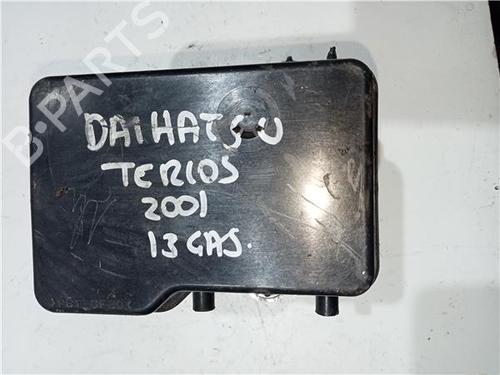 B-PARTS
DAIHATSU
TERIOS
2001
13 GAS.